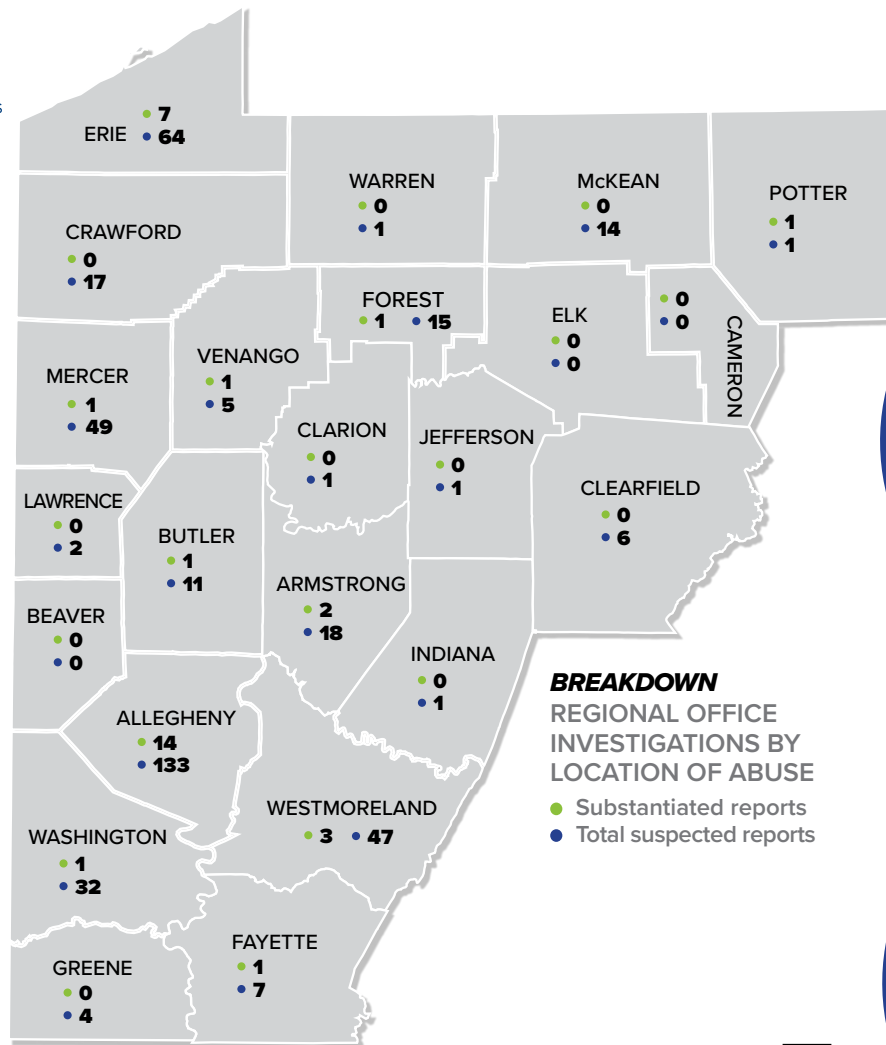 s
ERIE
7
64
WARREN
0
1
McKEAN
0
14
POTTER
1
1
CRAWFORD
0
17
FOREST
1 15
ELK
0
0
0
0
CAMERON
VENANGO
1
5
MERCER
1
49
CLARION
0
1
JEFFERSON
0
1
CLEARFIELD
0
6
LAWRENCE
0
2
BUTLER
1
11
ARMSTRONG
2
18
BEAVER
0
0
INDIANA
0
1
BREAKDOWN
REGIONAL OFFICE
INVESTIGATIONS BY
LOCATION OF ABUSE
Substantiated reports
Total suspected reports
ALLEGHENY
14
133
WESTMORELAND
3 47
WASHINGTON
1
32
FAYETTE
1
7
GREENE
0
4